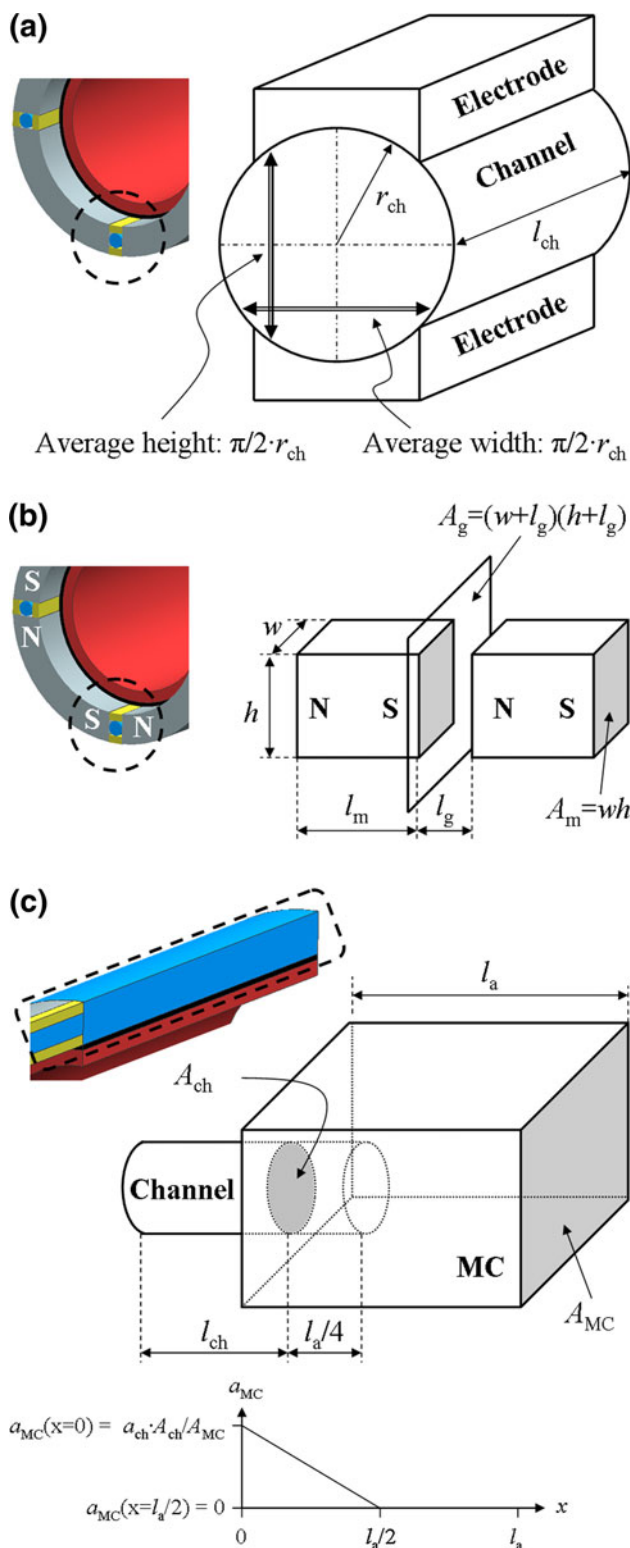 (a)
Electrode
Channel
r_ch
l_ch
Electrode
Average height: π/2·r_ch
Average width: π/2·r_ch
(b)
S
N
S N
A_g=(w+l_g)(h+l_g)
w
h
N S
N S
l_m
l_g
A_m=wh
(c)
l_a
A_ch
Channel
MC
l_ch
l_a/4
A_MC
a_MC
a_MC(x=0) = a_ch·A_ch/A_MC
a_MC(x=l_a/2) = 0
x
0
l_a/2
l_a